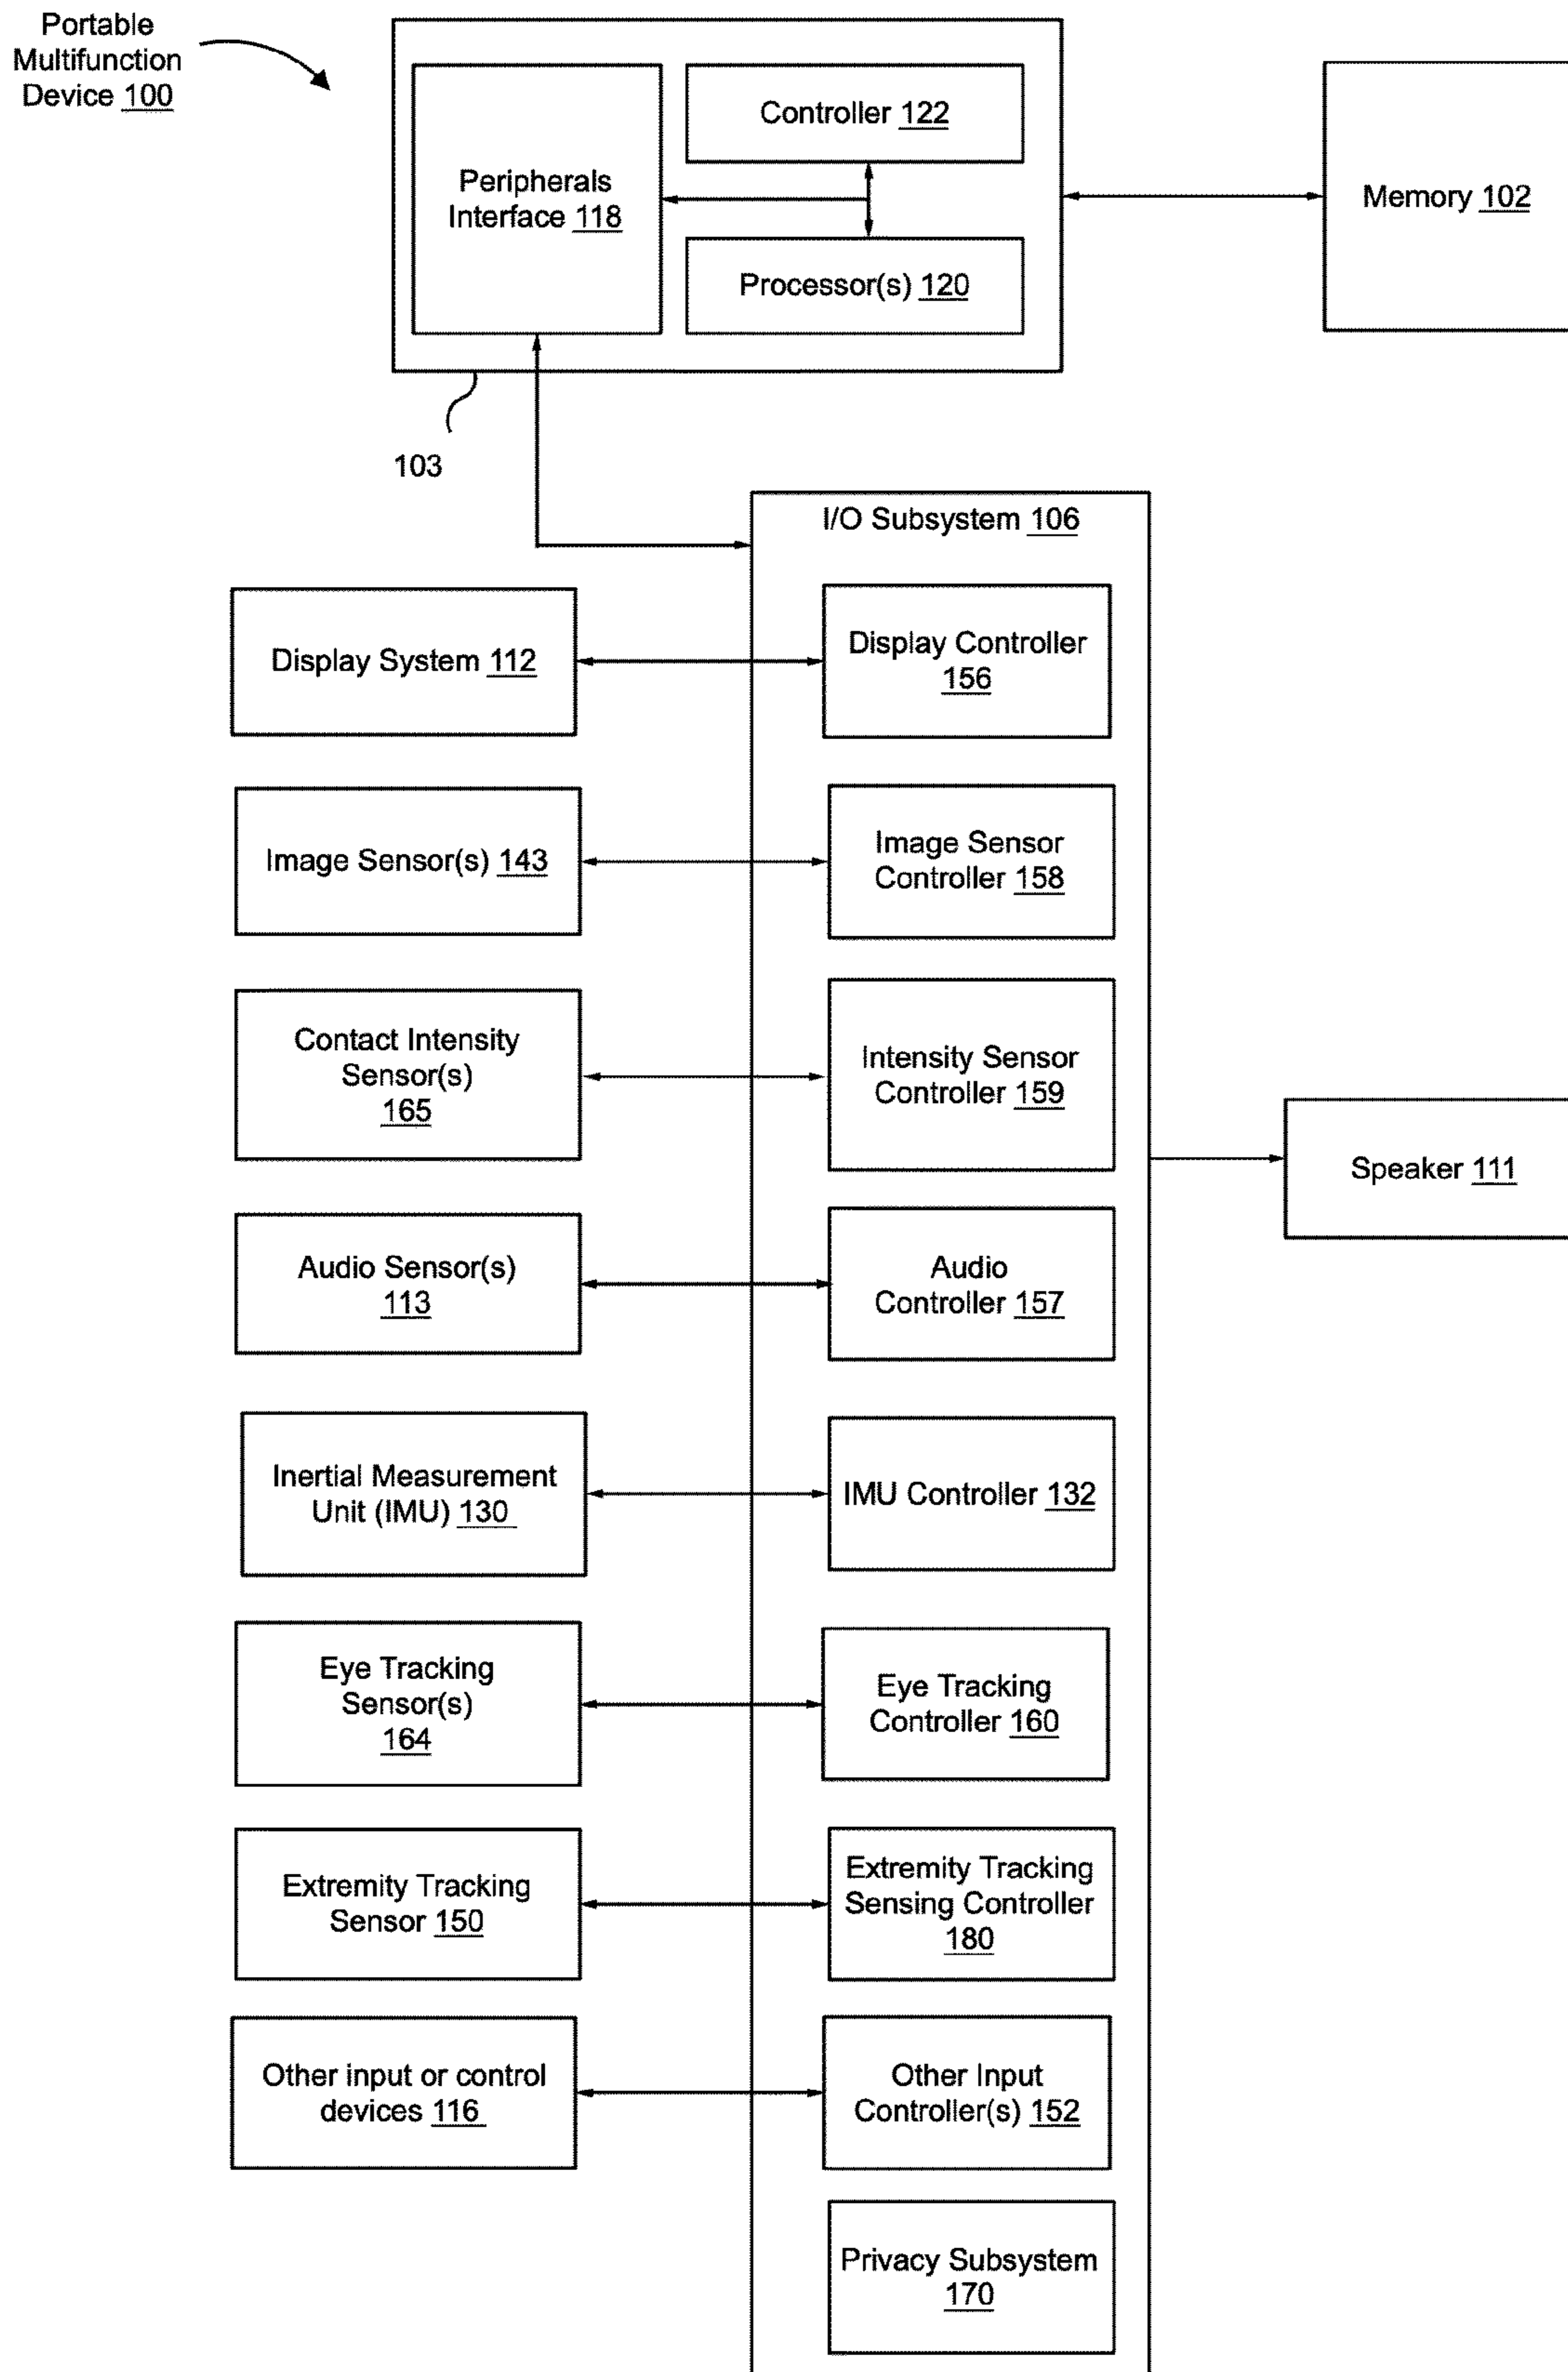 Portable
Multifunction
Device 100
Controller 122
Peripherals
Interface 118
Processor(s) 120
Memory 102
103
I/O Subsystem 106
Display System 112
Display Controller
156
Image Sensor(s) 143
Image Sensor
Controller 158
Contact Intensity
Sensor(s)
165
Intensity Sensor
Controller 159
Speaker 111
Audio Sensor(s)
113
Audio
Controller 157
Inertial Measurement
Unit (IMU) 130
IMU Controller 132
Eye Tracking
Sensor(s)
164
Eye Tracking
Controller 160
Extremity Tracking
Sensor 150
Extremity Tracking
Sensing Controller
180
Other input or control
devices 116
Other Input
Controller(s) 152
Privacy Subsystem
170